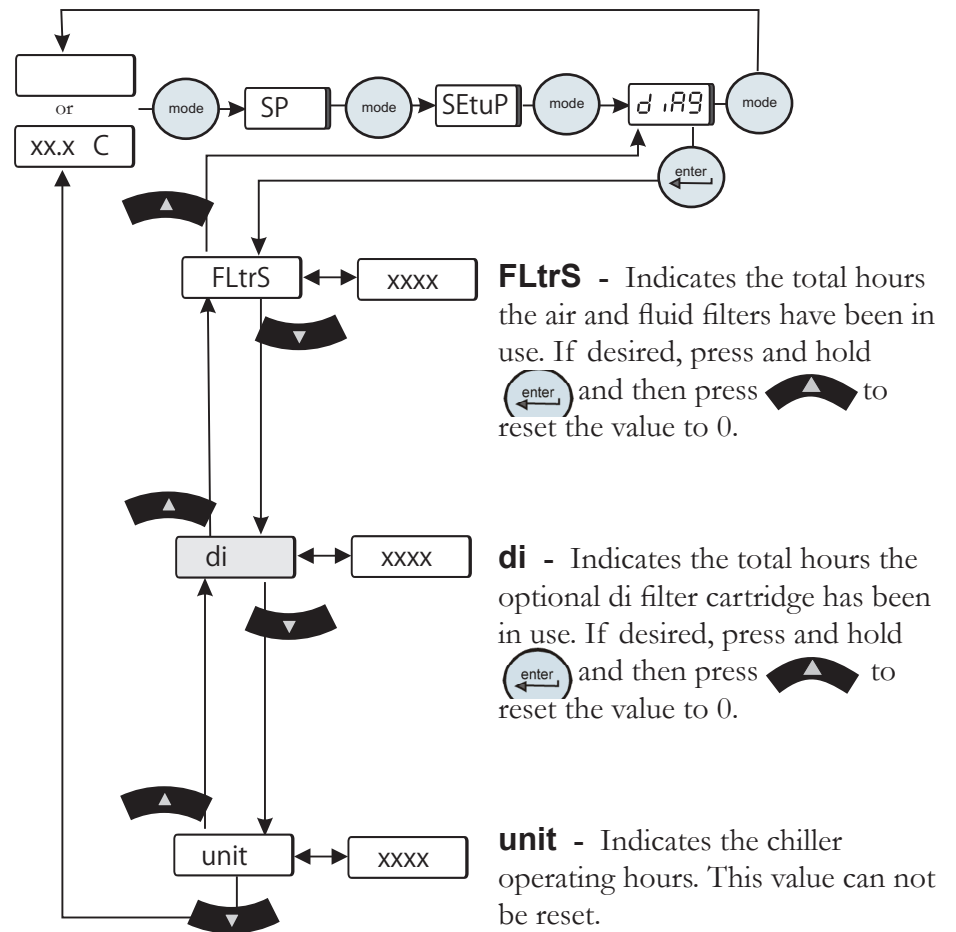 or
xx.x C
mode
SP
mode
SEtuP
mode
diAg
mode
enter
FLtrS
xxxx
FLtrS - Indicates the total hours
the air and fluid filters have been in
use. If desired, press and hold
enter and then press to
reset the value to 0.
di
xxxx
di - Indicates the total hours the
optional di filter cartridge has been
in use. If desired, press and hold
enter and then press to
reset the value to 0.
unit
xxxx
unit - Indicates the chiller
operating hours. This value can not
be reset.